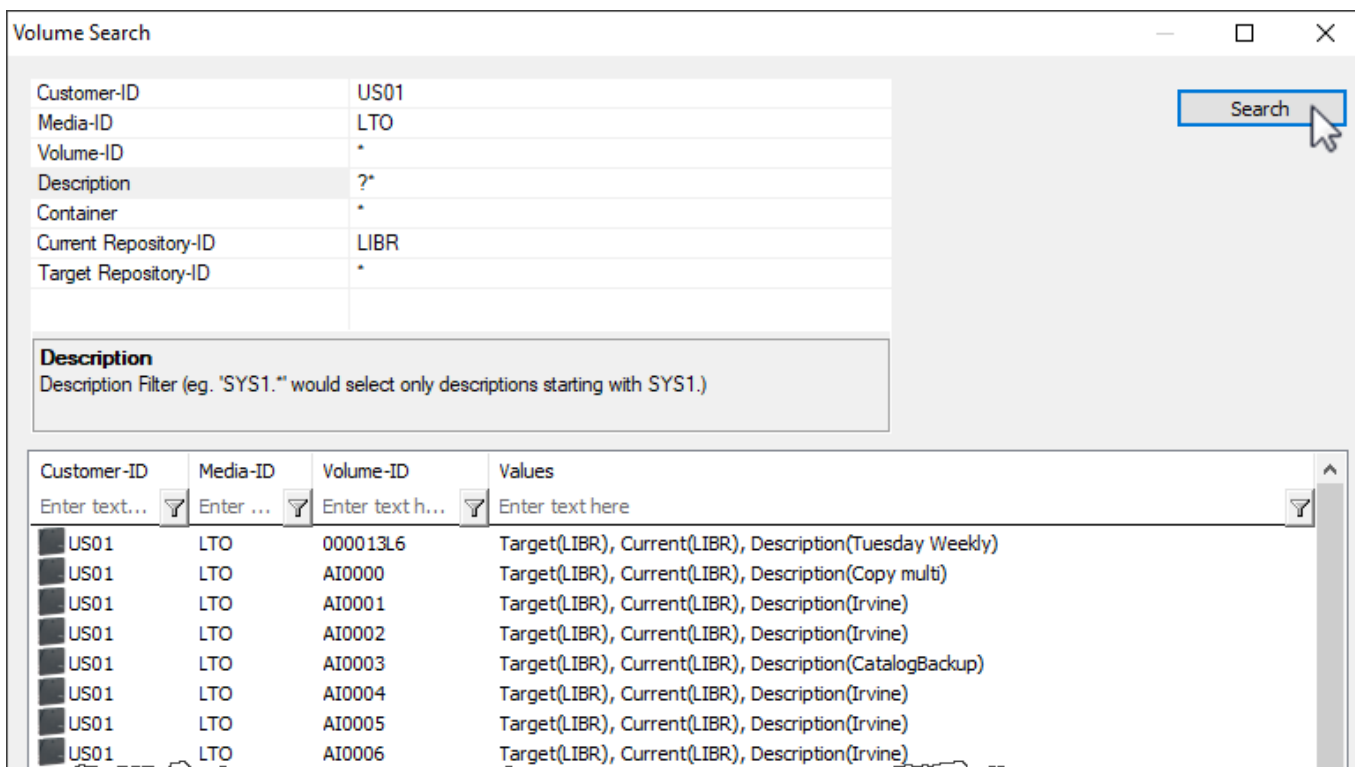 Volume Search
Customer-ID US01
Search
Media-ID LTO
Volume-ID *
Description ?*
Container *
Current Repository-ID LIBR
Target Repository-ID *
Description
Description Filter (eg. 'SYS1.*' would select only descriptions starting with SYS1.)
Customer-ID Media-ID Volume-ID Values
Enter text... Enter ... Enter text h... Enter text here
US01 LTO 000013L6 Target(LIBR), Current(LIBR), Description(Tuesday Weekly)
US01 LTO AI0000 Target(LIBR), Current(LIBR), Description(Copy multi)
US01 LTO AI0001 Target(LIBR), Current(LIBR), Description(Irvine)
US01 LTO AI0002 Target(LIBR), Current(LIBR), Description(Irvine)
US01 LTO AI0003 Target(LIBR), Current(LIBR), Description(CatalogBackup)
US01 LTO AI0004 Target(LIBR), Current(LIBR), Description(Irvine)
US01 LTO AI0005 Target(LIBR), Current(LIBR), Description(Irvine)
US01 LTO AI0006 Target(LIBR), Current(LIBR), Description(Irvine)